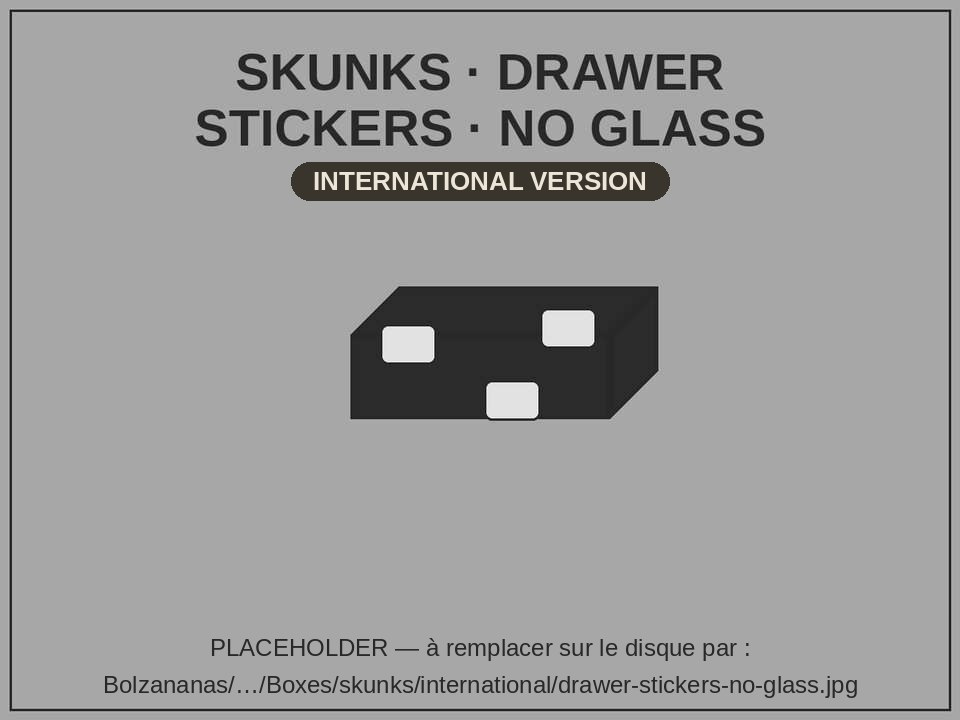 SKUNKS · DRAWER
STICKERS · NO GLASS
INTERNATIONAL VERSION
PLACEHOLDER — à remplacer sur le disque par :
Bolzananas/…/Boxes/skunks/international/drawer-stickers-no-glass.jpg